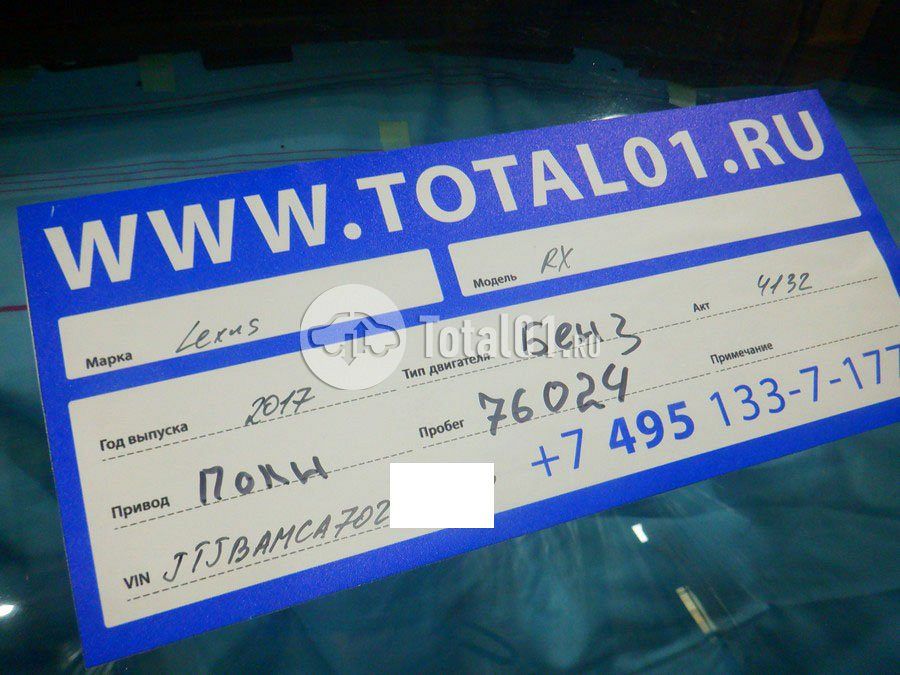 WWW.TOTAL01.RU
Марка Lexus
Модель RX
Год выпуска 2017
Тип двигателя Бенз
Акт 4132
Привод Полн
Пробег 76024
Примечание
+7 495 133-7-177
VIN JTJBAMCA702
Total01.RU